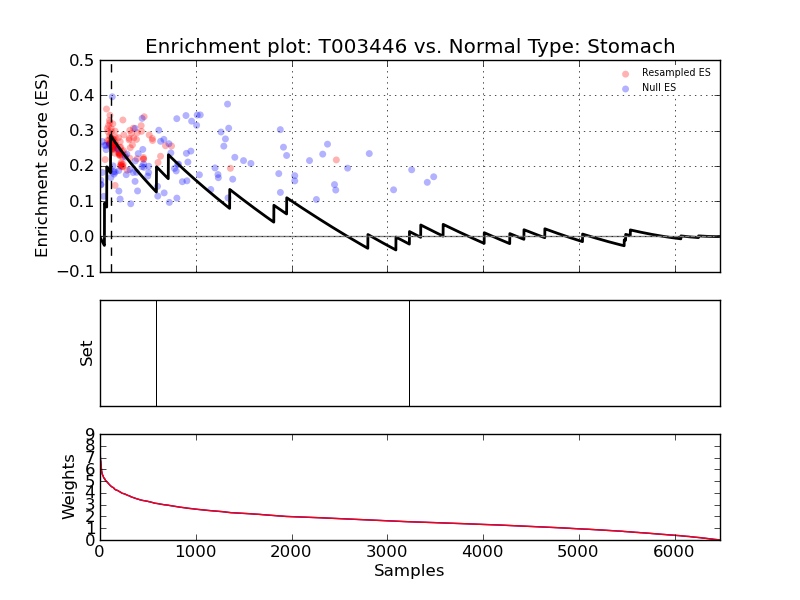 Enrichment plot: T003446 vs. Normal Type: Stomach
Enrichment score (ES)
0.5
0.4
0.3
0.2
0.1
0.0
−0.1
Resampled ES
Null ES
Set
Weights
9
8
7
6
5
4
3
2
1
0
0 1000 2000 3000 4000 5000 6000
Samples